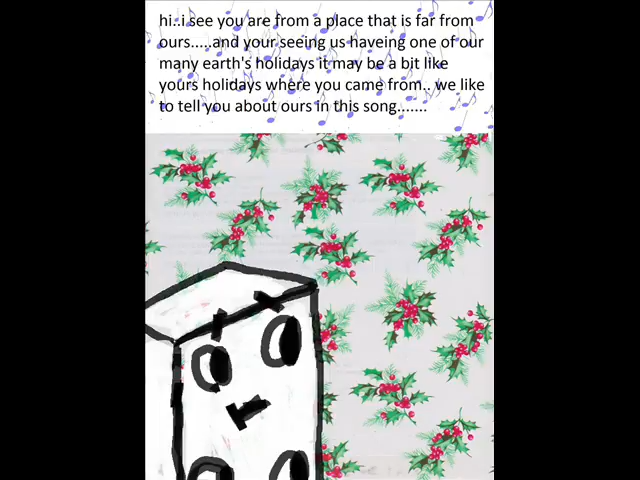 hi..i see you are from a place that is far from
ours.....and your seeing us haveing one of our
many earth's holidays it may be a bit like
yours holidays where you came from.. we like
to tell you about ours in this song.......